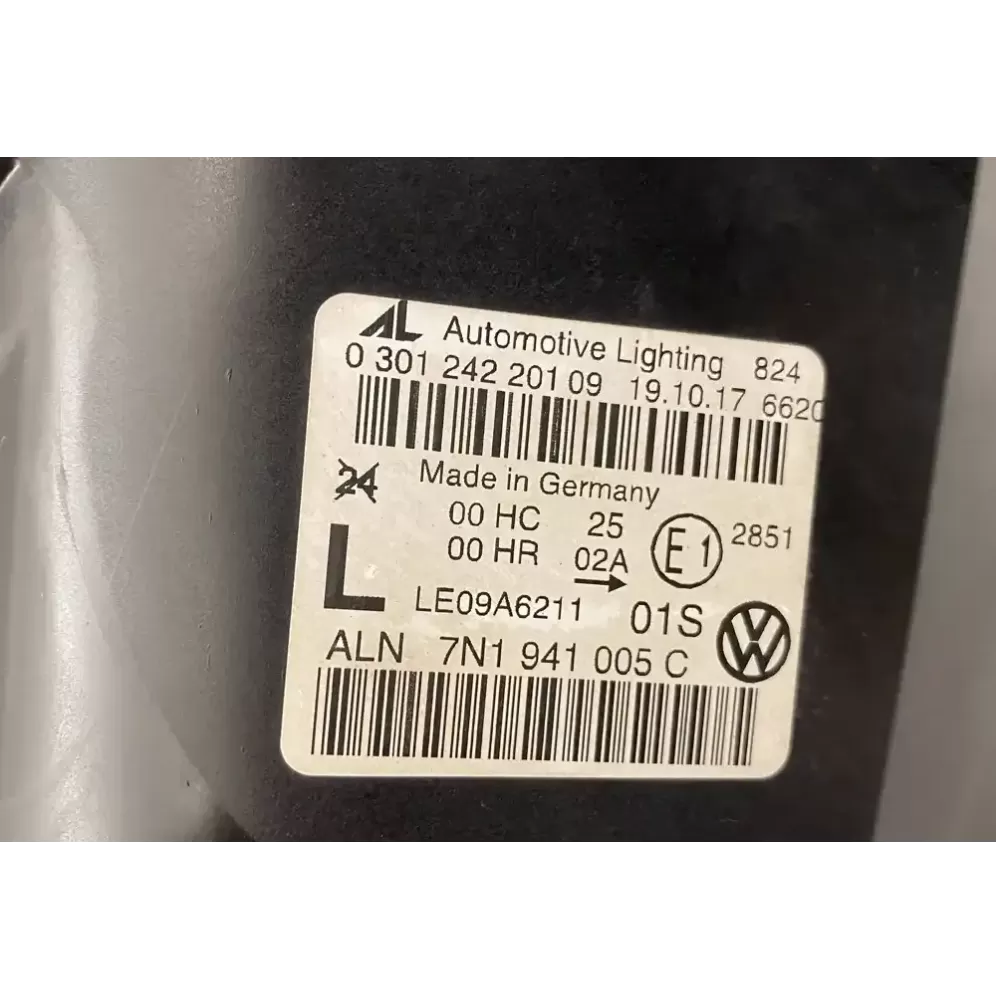 AL Automotive Lighting 824
0 301 242 201 09 19.10.17 6620
24 Made in Germany
00 HC 25
00 HR 02A E1 2851
L LE09A6211 01S VW
ALN 7N1 941 005 C